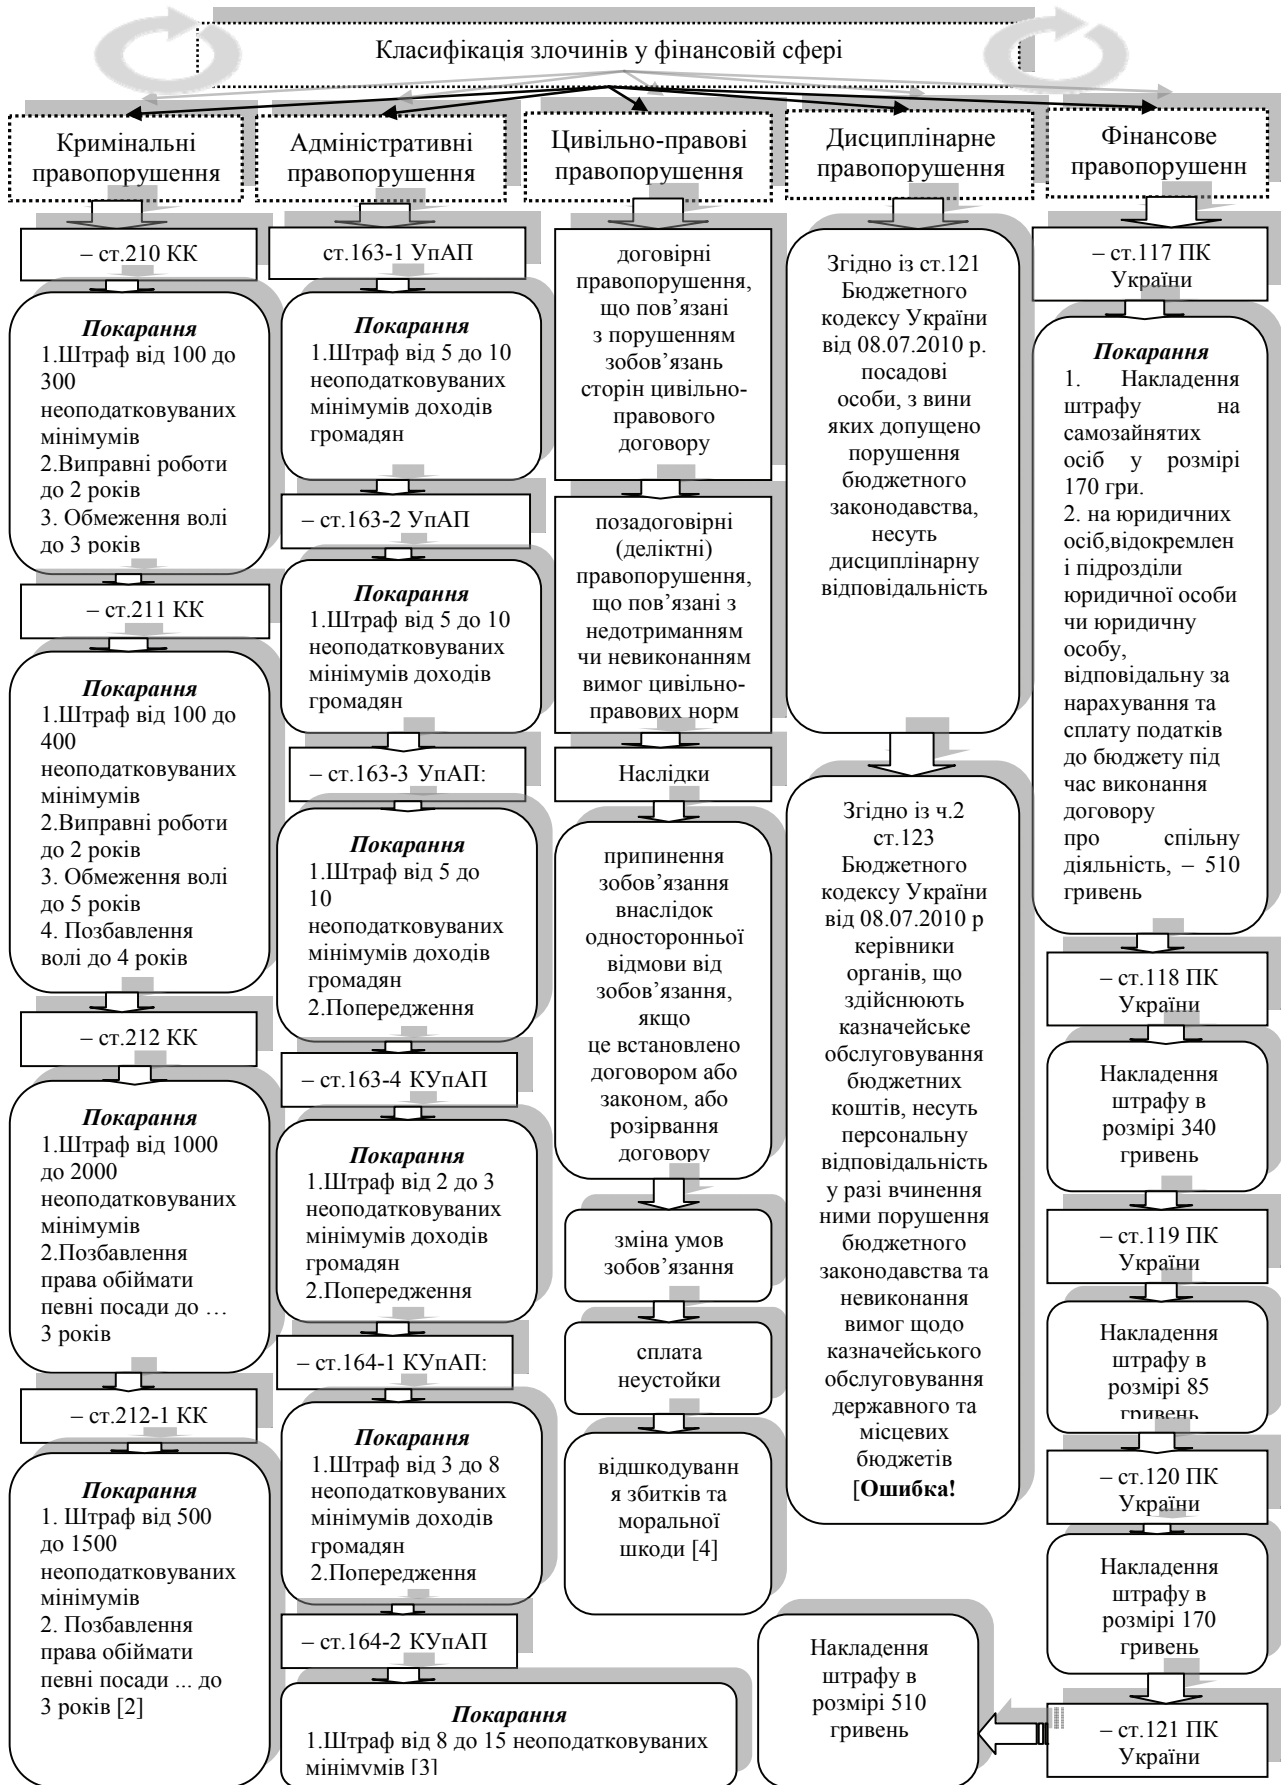 Класифікація злочинів у фінансовій сфері
Кримінальні
правопорушення
– ст.210 КК
Покарання
1.Штраф від 100 до
300
неоподатковуваних
мінімумів
2.Виправні роботи
до 2 років
3. Обмеження волі
до 3 років
– ст.211 КК
Покарання
1.Штраф від 100 до
400
неоподатковуваних
мінімумів
2.Виправні роботи
до 2 років
3. Обмеження волі
до 5 років
4. Позбавлення
волі до 4 років
– ст.212 КК
Покарання
1.Штраф від 1000
до 2000
неоподатковуваних
мінімумів
2.Позбавлення
права обіймати
певні посади до …
3 років
– ст.212-1 КК
Покарання
1. Штраф від 500
до 1500
неоподатковуваних
мінімумів
2. Позбавлення
права обіймати
певні посади ... до
3 років [2]
Адміністративні
правопорушення
ст.163-1 УпАП
Покарання
1.Штраф від 5 до 10
неоподатковуваних
мінімумів доходів
громадян
– ст.163-2 УпАП
Покарання
1.Штраф від 5 до 10
неоподатковуваних
мінімумів доходів
громадян
– ст.163-3 УпАП:
Покарання
1.Штраф від 5 до
10
неоподатковуваних
мінімумів доходів
громадян
2.Попередження
– ст.163-4 КУпАП
Покарання
1.Штраф від 2 до 3
неоподатковуваних
мінімумів доходів
громадян
2.Попередження
– ст.164-1 КУпАП:
Покарання
1.Штраф від 3 до 8
неоподатковуваних
мінімумів доходів
громадян
2.Попередження
– ст.164-2 КУпАП
Покарання
1.Штраф від 8 до 15 неоподатковуваних
мінімумів [3]
Цивільно-правові
правопорушення
договірні
правопорушення,
що пов’язані
з порушенням
зобов’язань
сторін цивільно-
правового
договору
позадоговірні
(деліктні)
правопорушення,
що пов’язані з
недотриманням
чи невиконанням
вимог цивільно-
правових норм
Наслідки
припинення
зобов’язання
внаслідок
односторонньої
відмови від
зобов’язання,
якщо
це встановлено
договором або
законом, або
розірвання
договору
зміна умов
зобов’язання
сплата
неустойки
відшкодуванн
я збитків та
моральної
шкоди [4]
Дисциплінарне
правопорушення
Згідно із ст.121
Бюджетного
кодексу України
від 08.07.2010 р.
посадові
особи, з вини
яких допущено
порушення
бюджетного
законодавства,
несуть
дисциплінарну
відповідальність
Згідно із ч.2
ст.123
Бюджетного
кодексу України
від 08.07.2010 р
керівники
органів, що
здійснюють
казначейське
обслуговування
бюджетних
коштів, несуть
персональну
відповідальність
у разі вчинення
ними порушення
бюджетного
законодавства та
невиконання
вимог щодо
казначейського
обслуговування
державного та
місцевих
бюджетів
[Ошибка!
Фінансове
правопорушенн
– ст.117 ПК
України
Покарання
1. Накладення
штрафу на
самозайнятих
осіб у розмірі
170 гри.
2. на юридичних
осіб,відокремлен
і підрозділи
юридичної особи
чи юридичну
особу,
відповідальну за
нарахування та
сплату податків
до бюджету під
час виконання
договору
про спільну
діяльність, – 510
гривень
– ст.118 ПК
України
Накладення
штрафу в
розмірі 340
гривень
– ст.119 ПК
України
Накладення
штрафу в
розмірі 85
гривень
– ст.120 ПК
України
Накладення
штрафу в
розмірі 170
гривень
– ст.121 ПК
України
Накладення
штрафу в
розмірі 510
гривень